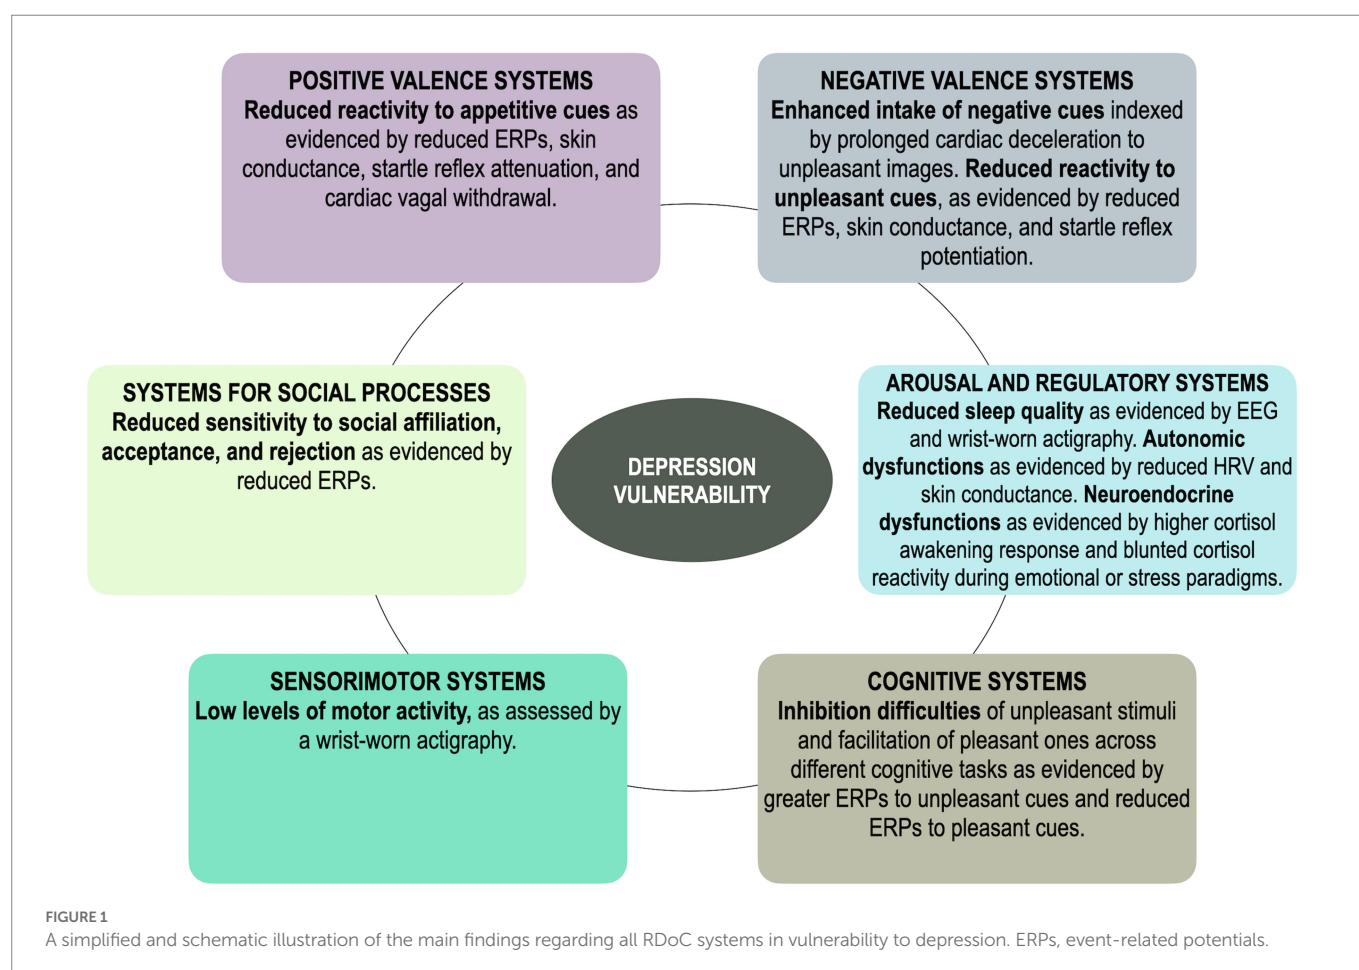 POSITIVE VALENCE SYSTEMS
Reduced reactivity to appetitive cues as
evidenced by reduced ERPs, skin
conductance, startle reflex attenuation, and
cardiac vagal withdrawal.
NEGATIVE VALENCE SYSTEMS
Enhanced intake of negative cues indexed
by prolonged cardiac deceleration to
unpleasant images. Reduced reactivity to
unpleasant cues, as evidenced by reduced
ERPs, skin conductance, and startle reflex
potentiation.
SYSTEMS FOR SOCIAL PROCESSES
Reduced sensitivity to social affiliation,
acceptance, and rejection as evidenced by
reduced ERPs.
DEPRESSION
VULNERABILITY
AROUSAL AND REGULATORY SYSTEMS
Reduced sleep quality as evidenced by EEG
and wrist-worn actigraphy. Autonomic
dysfunctions as evidenced by reduced HRV and
skin conductance. Neuroendocrine
dysfunctions as evidenced by higher cortisol
awakening response and blunted cortisol
reactivity during emotional or stress paradigms.
SENSORIMOTOR SYSTEMS
Low levels of motor activity, as assessed by
a wrist-worn actigraphy.
COGNITIVE SYSTEMS
Inhibition difficulties of unpleasant stimuli
and facilitation of pleasant ones across
different cognitive tasks as evidenced by
greater ERPs to unpleasant cues and reduced
ERPs to pleasant cues.
FIGURE 1
A simplified and schematic illustration of the main findings regarding all RDoC systems in vulnerability to depression. ERPs, event-related potentials.